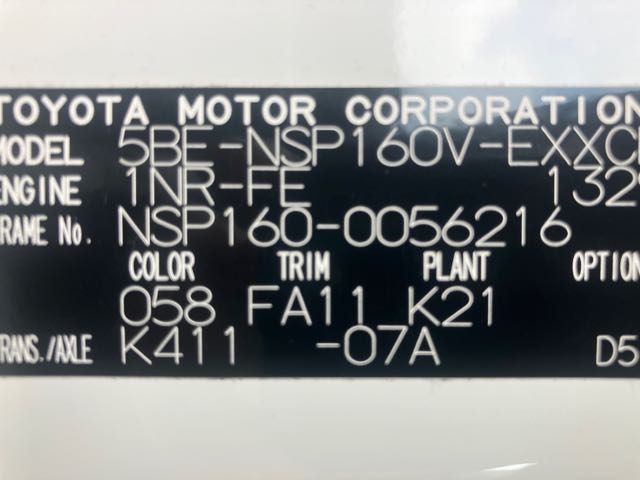 TOYOTA MOTOR CORPORATION
MODEL 5BE-NSP160V-EXXC
ENGINE 1NR-FE 1329
FRAME No. NSP160-0056216
COLOR TRIM PLANT OPTION
058 FA11 K21
TRANS./AXLE K411 -07A D5